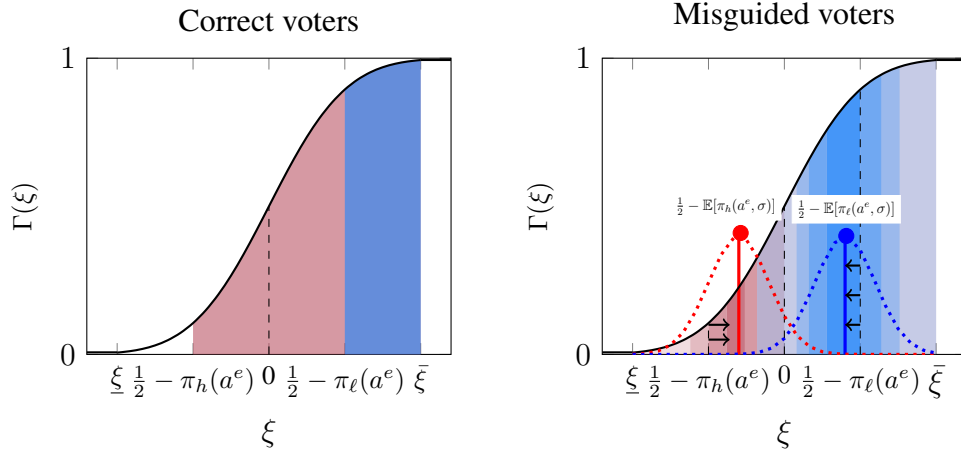 Correct voters
1
Γ(ξ)
0
ξ̲ 1/2 − π_h(a^e) 0 1/2 − π_ℓ(a^e) ξ̄
ξ
Misguided voters
1
Γ(ξ)
1/2 − 𝔼[π_h(a^e, σ)] 1/2 − 𝔼[π_ℓ(a^e, σ)]
0
ξ̲ 1/2 − π_h(a^e) 0 1/2 − π_ℓ(a^e) ξ̄
ξ